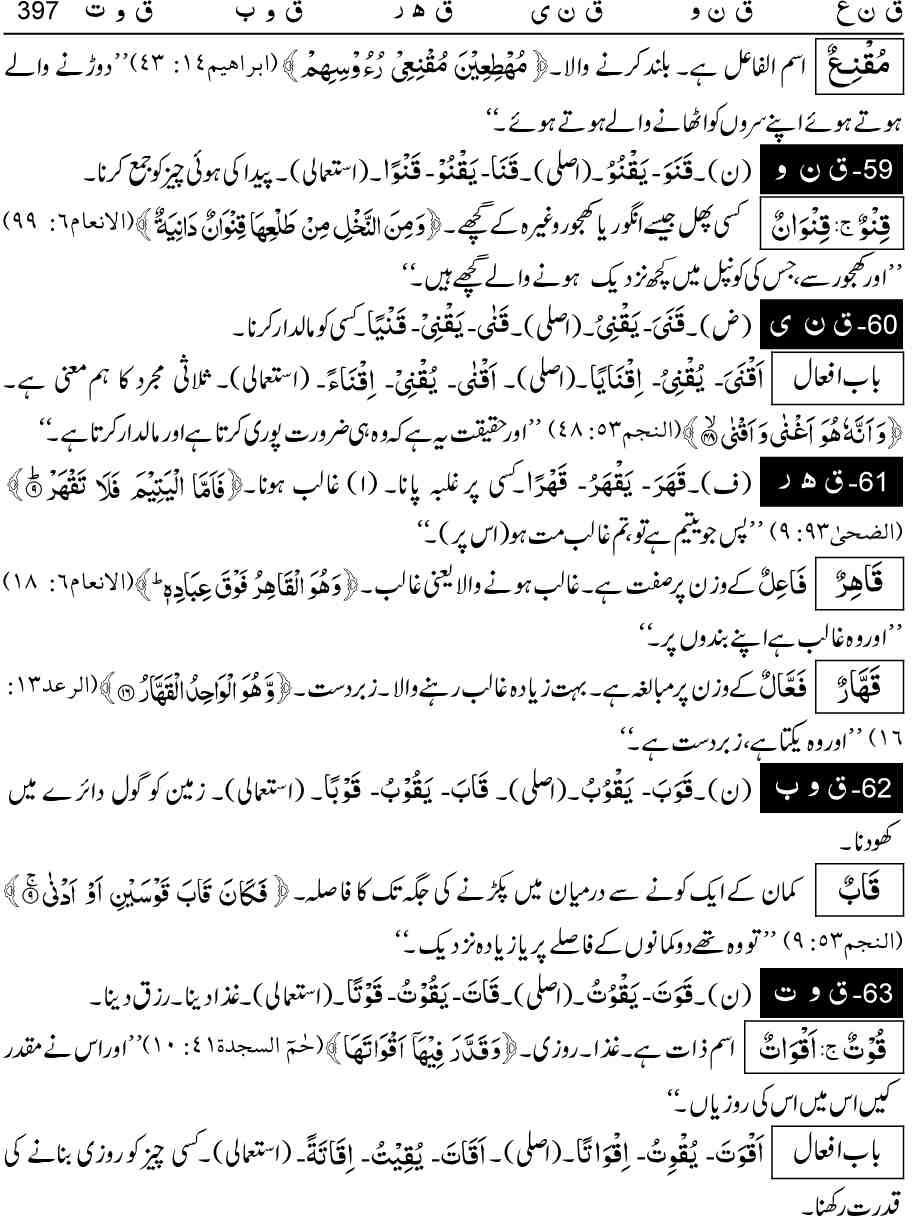 ق ن ع ق ن و ق ن ی ق ھ ر ق و ب ق و ت 397
مُقْنِعٌ اسم الفاعل ہے۔ بلند کرنے والا۔﴿ مُهْطِعِيْنَ مُقْنِعِيْ رُءُوْسِهِمْ ﴾(ابراهيم١٤: ٤٣)’’دوڑنے والے
ہوتے ہوئے اپنے سروں کو اٹھانے والے ہوتے ہوئے۔‘‘
59-ق ن و (ن)۔قَنَوَ- يَقْنُوُ۔(اصلی)۔قَنَا- يَقْنُوْ- قَنْوًا۔(استعمالی)۔ پیدا کی ہوئی چیز کو جمع کرنا۔
قِنْوٌ ج: قِنْوَانٌ کسی پھل جیسے انگور یا کھجور وغیرہ کے گچھے۔﴿وَمِنَ النَّخْلِ مِنْ طَلْعِهَا قِنْوَانٌ دَانِيَةٌ﴾(الانعام٦: ٩٩)
’’اور کھجور سے، جس کی کونپل میں کچھ نزدیک ہونے والے گچھے ہیں۔‘‘
60-ق ن ی (ض)۔قَنَيَ- يَقْنِيُ۔(اصلی)۔قَنٰى- يَقْنِيْ- قَنْيًا۔کسی کو مالدار کرنا۔
باب افعال اَقْنَيَ- يُقْنِيُ- اِقْنَايًا۔(اصلی)۔ اَقْنٰى- يُقْنِيْ- اِقْنَاءً۔ (استعمالی)۔ ثلاثی مجرد کا ہم معنی ہے۔
﴿وَاَنَّهٗ هُوَ اَغْنٰى وَاَقْنٰى ۙ۴۸﴾(النجم٥٣: ٤٨) ’’اور حقیقت یہ ہے کہ وہ ہی ضرورت پوری کرتا ہے اور مالدار کرتا ہے۔‘‘
61-ق ھ ر (ف)۔قَهَرَ- يَقْهَرُ- قَهْرًا۔کسی پر غلبہ پانا۔ (١) غالب ہونا۔﴿فَاَمَّا الْيَتِيْمَ فَلَا تَقْهَرْ ؕ۹﴾
(الضحیٰ٩٣: ٩) ’’پس جو یتیم ہے تو، تم غالب مت ہو (اس پر)۔‘‘
قَاهِرٌ فَاعِلٌ کے وزن پر صفت ہے۔ غالب ہونے والا یعنی غالب۔﴿وَهُوَ الْقَاهِرُ فَوْقَ عِبَادِهٖ ؕ﴾(الانعام٦: ١٨)
’’اور وہ غالب ہے اپنے بندوں پر۔‘‘
قَهَّارٌ فَعَّالٌ کے وزن پر مبالغہ ہے۔ بہت زیادہ غالب رہنے والا۔ زبردست۔﴿وَّهُوَ الْوَاحِدُ الْقَهَّارُ ۱۶﴾(الرعد١٣:
١٦) ’’اور وہ یکتا ہے، زبردست ہے۔‘‘
62-ق و ب (ن)۔قَوَبَ- يَقْوُبُ۔(اصلی)۔ قَابَ- يَقُوْبُ- قَوْبًا۔ (استعمالی)۔ زمین کو گول دائرے میں
کھودنا۔
قَابٌ کمان کے ایک کونے سے درمیان میں پکڑنے کی جگہ تک کا فاصلہ۔﴿ فَكَانَ قَابَ قَوْسَيْنِ اَوْ اَدْنٰى ۚ۹﴾
(النجم٥٣: ٩) ’’تو وہ تھے دو کمانوں کے فاصلے پر یا زیادہ نزدیک۔‘‘
63-ق و ت (ن)۔قَوَتَ- يَقْوُتُ۔(اصلی)۔قَاتَ- يَقُوْتُ- قَوْتًا۔(استعمالی)۔غذا دینا۔ رزق دینا۔
قُوْتٌ ج: اَقْوَاتٌ اسم ذات ہے۔ غذا۔ روزی۔﴿وَقَدَّرَ فِيْهَآ اَقْوَاتَهَا﴾(حٰمٓ السجدة٤١: ١٠)’’اور اس نے مقدر
کیں اس میں اس کی روزیاں۔‘‘
باب افعال اَقْوَتَ- يُقْوِتُ- اِقْوَاتًا۔(اصلی)۔ اَقَاتَ- يُقِيْتُ- اِقَاتَةً۔ (استعمالی)۔ کسی چیز کو روزی بنانے کی
قدرت رکھنا۔